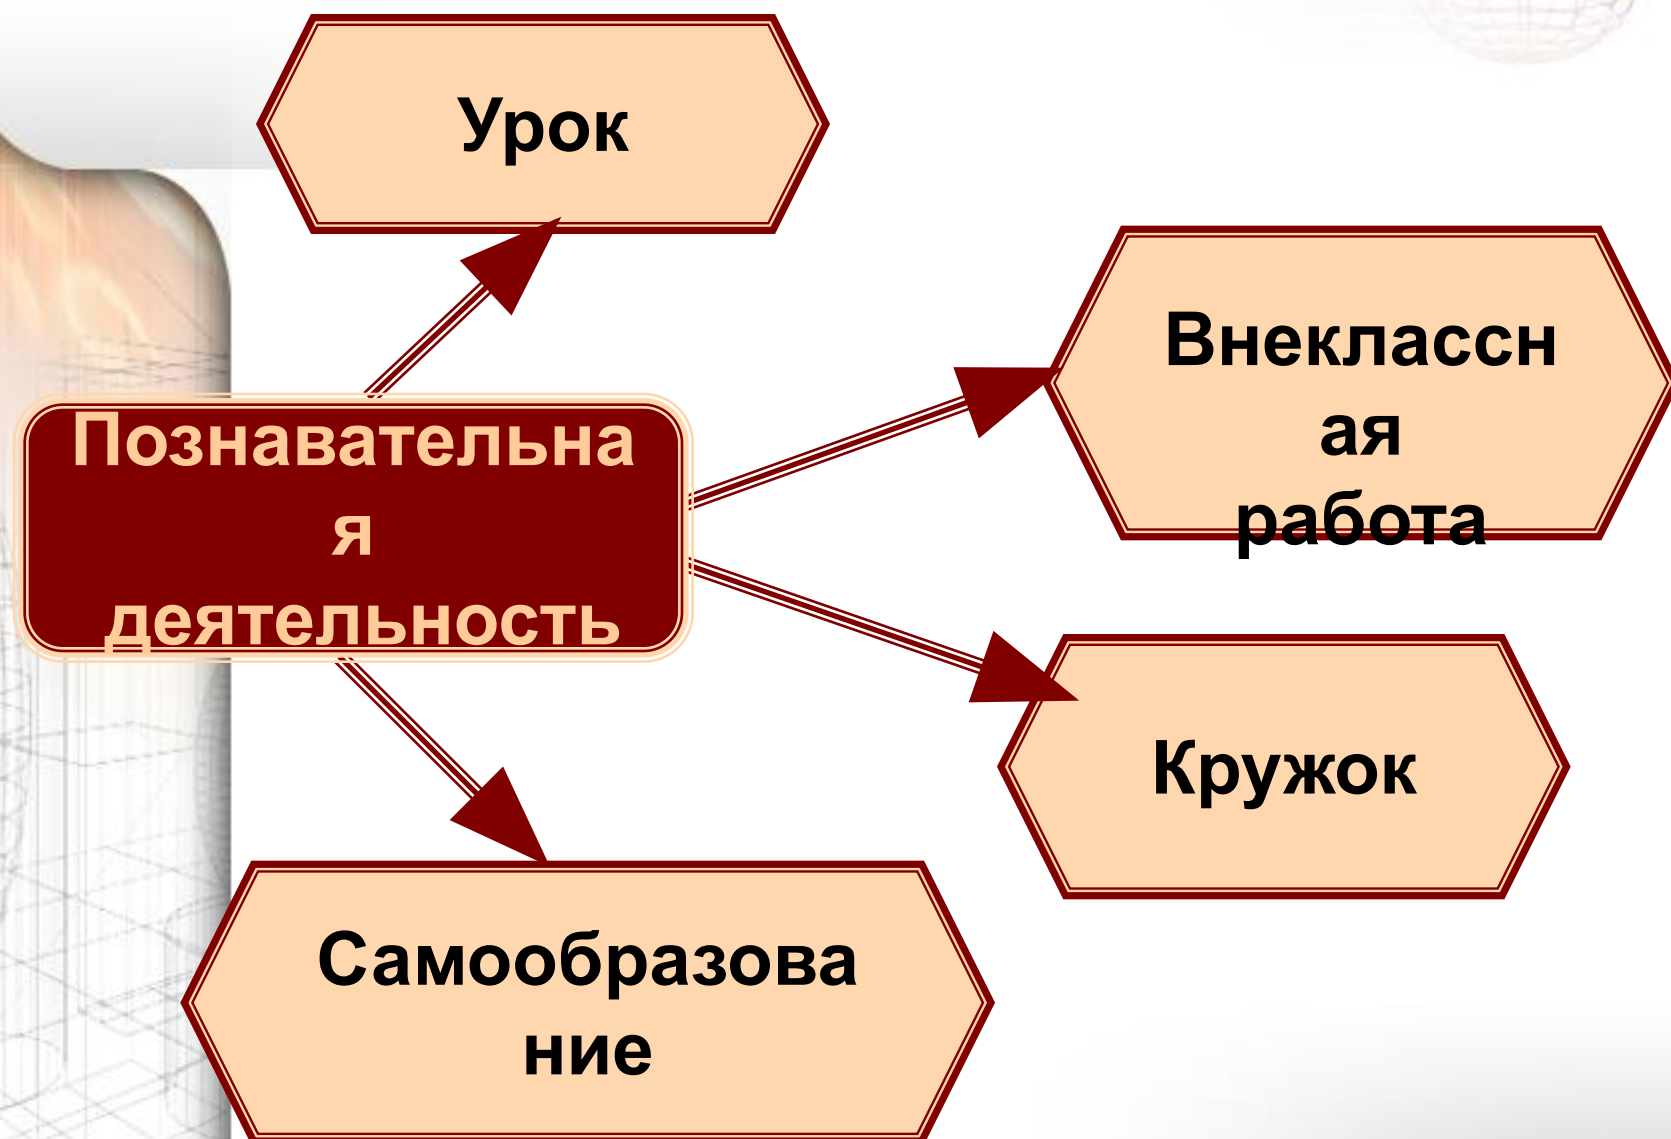 Урок
Внеклассн
ая
работа
Познавательна
я
деятельность
Кружок
Самообразова
ние